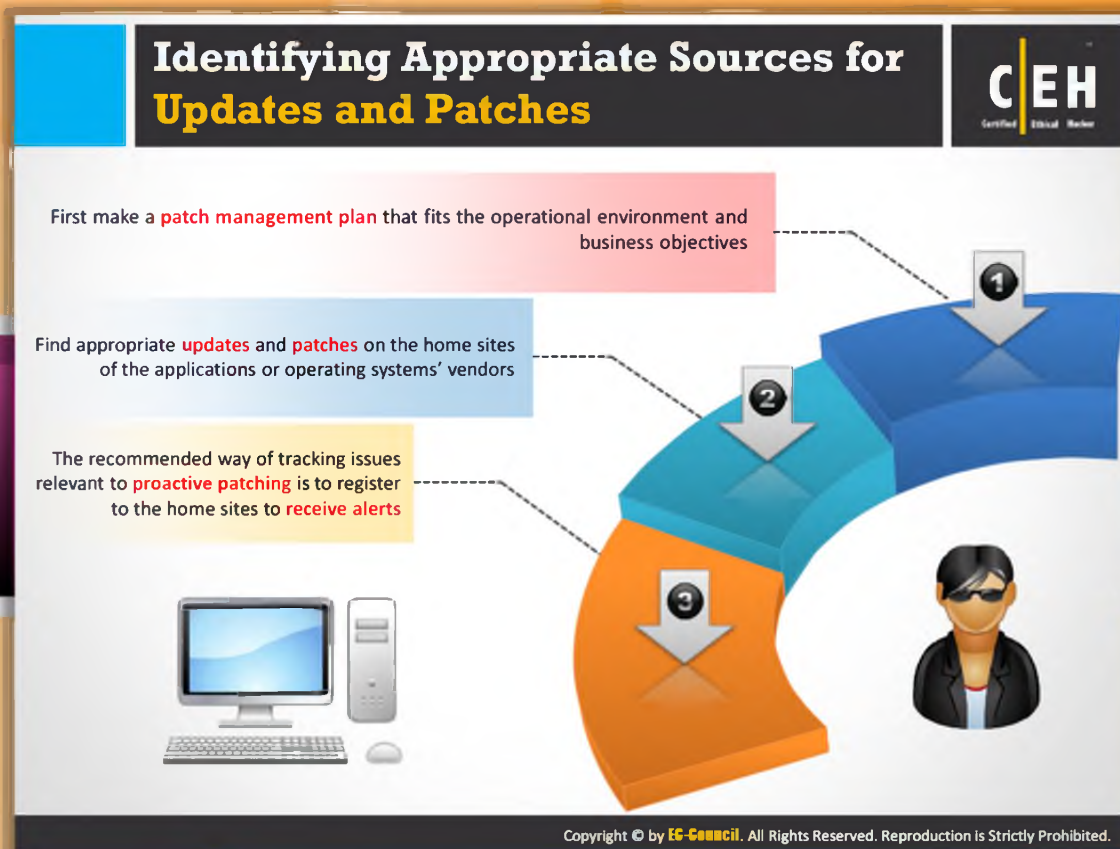 Identifying Appropriate Sources for
Updates and Patches
C|EH
Certified Ethical Hacker
First make a patch management plan that fits the operational environment and
business objectives
1
Find appropriate updates and patches on the home sites
of the applications or operating systems’ vendors
2
The recommended way of tracking issues
relevant to proactive patching is to register
to the home sites to receive alerts
3
Copyright © by EC-Council. All Rights Reserved. Reproduction is Strictly Prohibited.